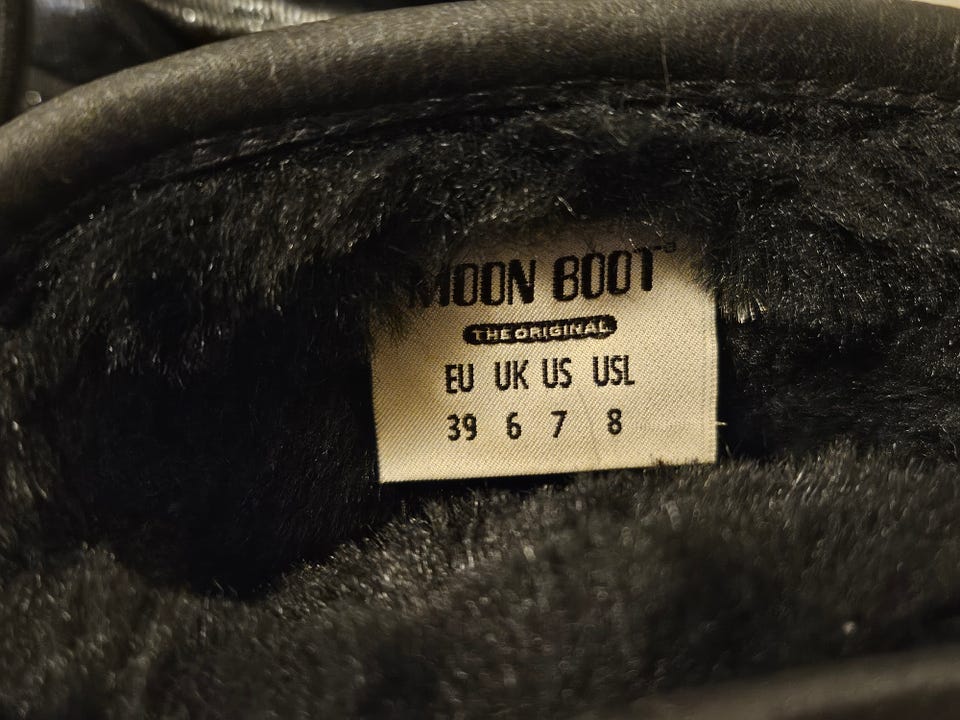 MOON BOOT
THE ORIGINAL
EU UK US USL
39 6 7 8